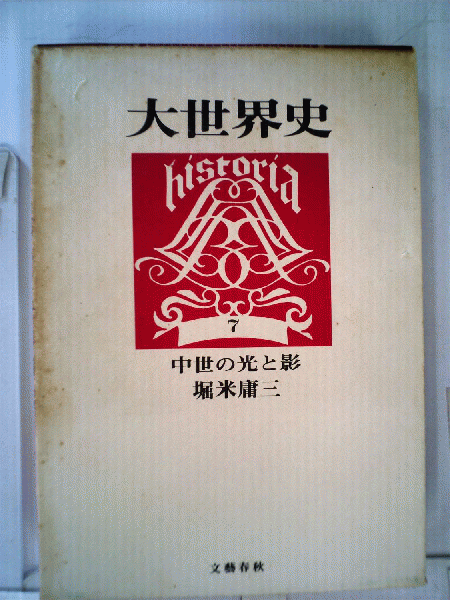 大世界史
historia
7
中世の光と影
堀米庸三
文藝春秋